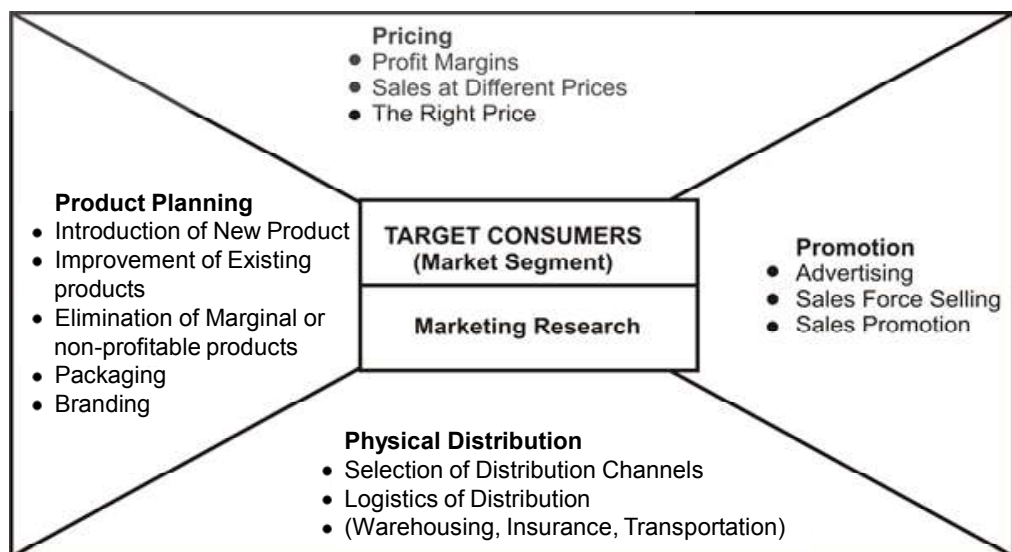 Pricing
• Profit Margins
• Sales at Different Prices
• The Right Price
Product Planning
• Introduction of New Product
• Improvement of Existing
products
• Elimination of Marginal or
non-profitable products
• Packaging
• Branding
TARGET CONSUMERS
(Market Segment)
Marketing Research
Promotion
• Advertising
• Sales Force Selling
• Sales Promotion
Physical Distribution
• Selection of Distribution Channels
• Logistics of Distribution
• (Warehousing, Insurance, Transportation)